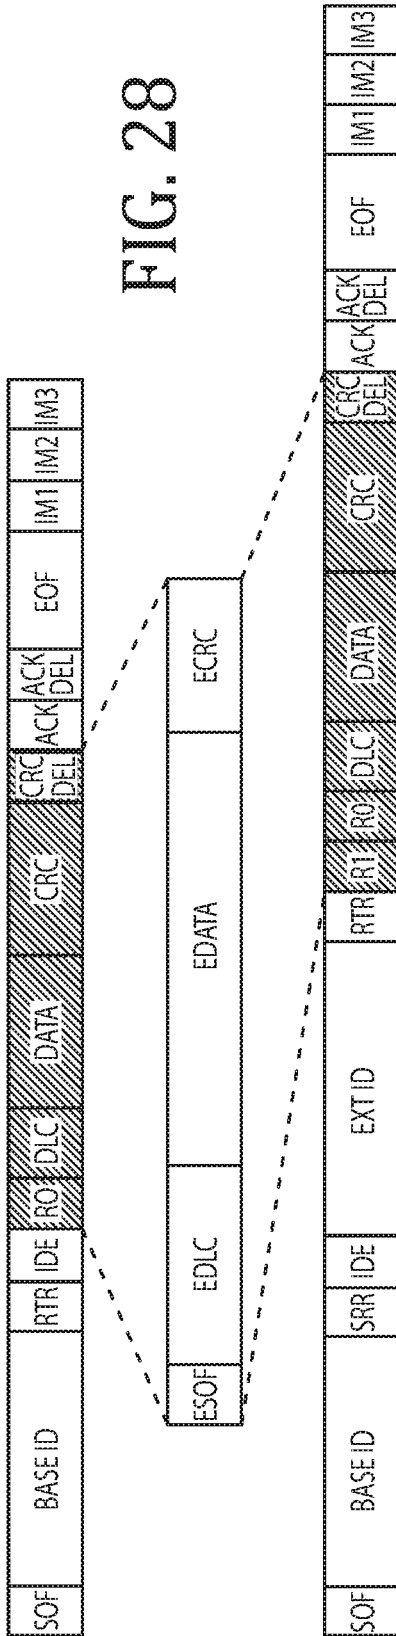 FIG. 28
SOF BASE ID RTR IDE R0 DLC DATA CRC CRC DEL ACK ACK DEL EOF IM1 IM2 IM3
ESOF EDLC EDATA ECRC
SOF BASE ID SRR IDE EXT ID RTR R1 R0 DLC DATA CRC CRC DEL ACK ACK DEL EOF IM1 IM2 IM3